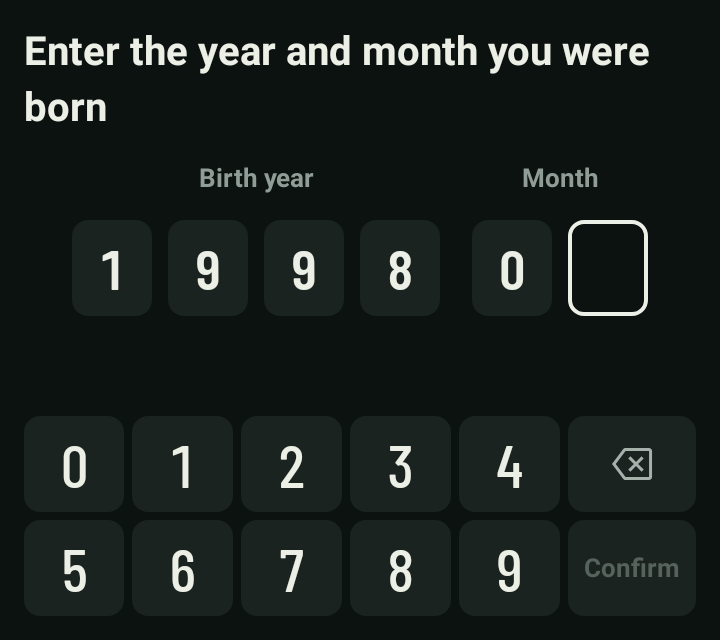 Enter the year and month you were
born
Birth year Month
1 9 9 8 0
0 1 2 3 4
5 6 7 8 9 Confirm